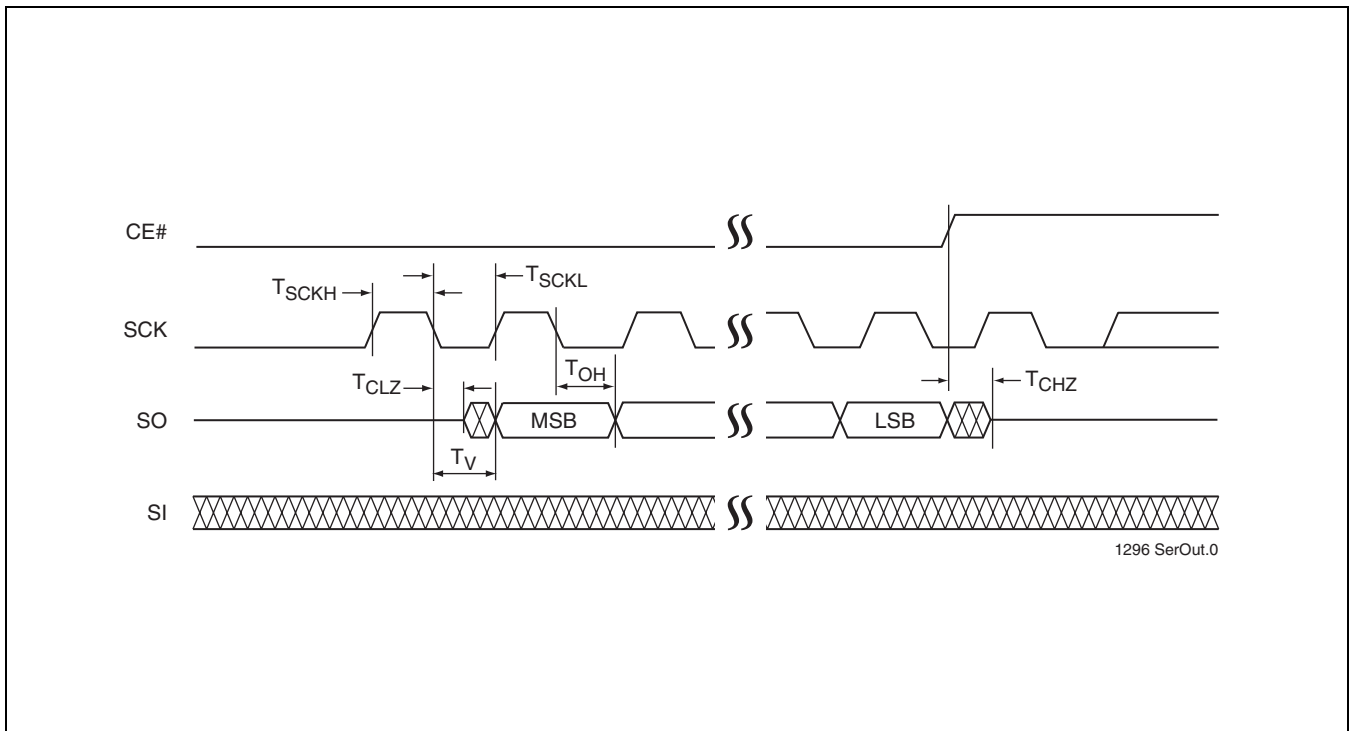 CE#
TSCKH
TSCKL
SCK
TCLZ
TOH
TCHZ
SO
MSB
LSB
TV
SI
1296 SerOut.0